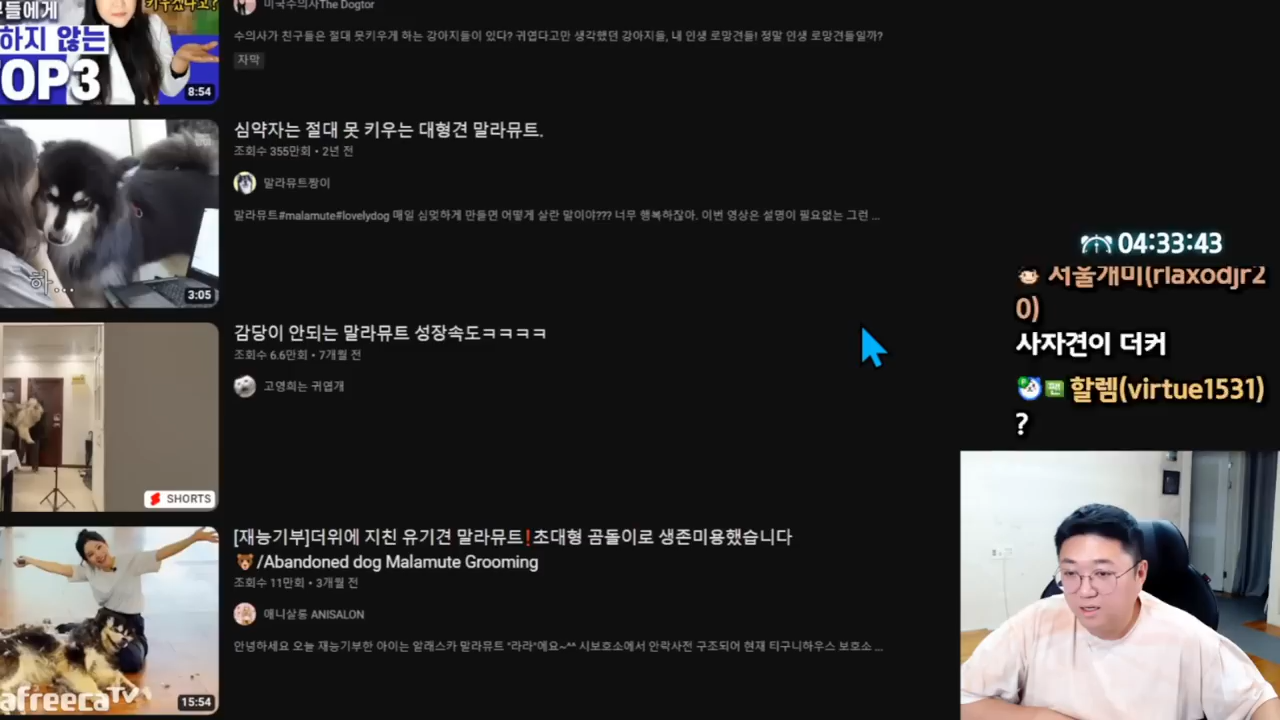 들에게
키우겠다고?
하지 않는
TOP3
8:54
미국수의사The Dogtor
수의사가 친구들은 절대 못키우게 하는 강아지들이 있다? 귀엽다고만 생각했던 강아지들, 내 인생 로망견들! 정말 인생 로망견들일까?
자막
심약자는 절대 못 키우는 대형견 말라뮤트.
조회수 355만회 • 2년 전
말라뮤트짱이
말라뮤트#malamute#lovelydog 매일 심멎하게 만들면 어떻게 살란 말이야??? 너무 행복하잖아. 이번 영상은 설명이 필요없는 그런 ...
하...
3:05
04:33:43
서울개미(rlaxodjr2
0)
사자견이 더커
팬 할렘(virtue1531)
?
감당이 안되는 말라뮤트 성장속도ㅋㅋㅋㅋ
조회수 6.6만회 • 7개월 전
고영희는 귀엽개
SHORTS
[재능기부]더위에 지친 유기견 말라뮤트❗초대형 곰돌이로 생존미용했습니다
🐻/Abandoned dog Malamute Grooming
조회수 11만회 • 3개월 전
애니살롱 ANISALON
안녕하세요 오늘 재능기부한 아이는 알래스카 말라뮤트 "라라"에요~^^ 시보호소에서 안락사전 구조되어 현재 티구니하우스 보호소 ...
afreecaTV
15:54